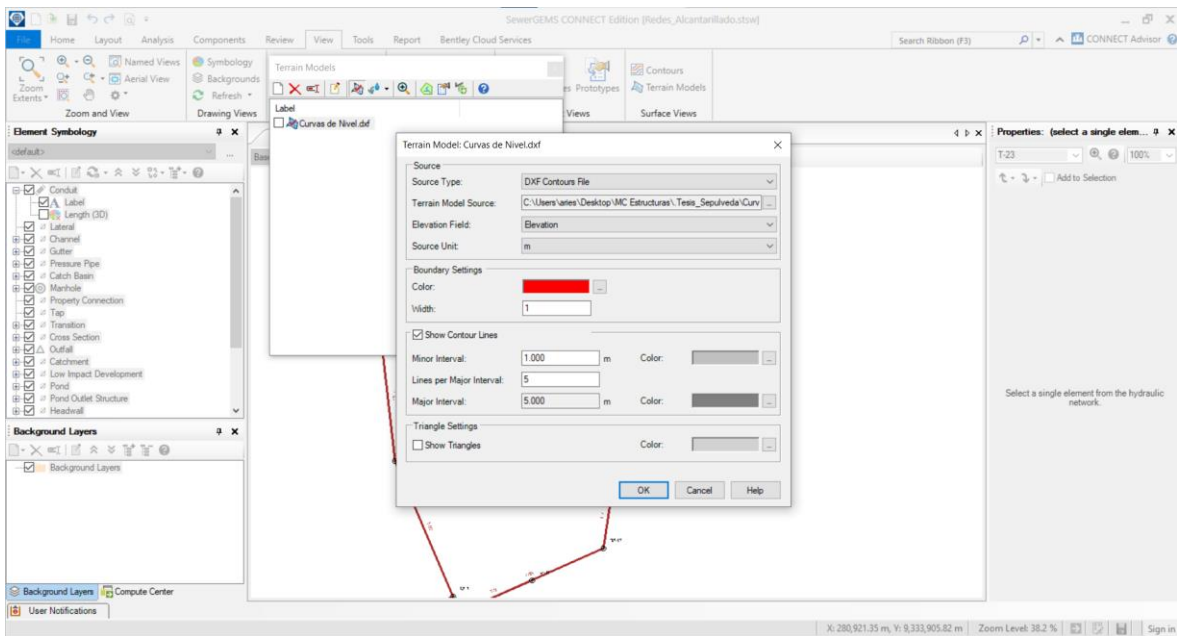 SewerGEMS CONNECT Edition [Redes_Alcantarillado.stsw]
File Home Layout Analysis Components Review View Tools Report Bentley Cloud Services Search Ribbon (F3) CONNECT Advisor
Zoom Extents
Named Views
Aerial View
Zoom and View
Symbology
Backgrounds
Refresh
Drawing Views
Prototypes
Views
Contours
Terrain Models
Surface Views
Terrain Models
Label
Curvas de Nivel.dxf
Element Symbology
<default>
Conduit
Label
Length (3D)
Lateral
Channel
Gutter
Pressure Pipe
Catch Basin
Manhole
Property Connection
Tap
Transition
Cross Section
Outfall
Catchment
Low Impact Development
Pond
Pond Outlet Structure
Headwall
Background Layers
Background Layers
Background Layers Compute Center
User Notifications
Terrain Model: Curvas de Nivel.dxf
Source
Source Type: DXF Contours File
Terrain Model Source: C:\Users\aries\Desktop\MC Estructuras\.Tesis_Sepulveda\Curv ...
Elevation Field: Elevation
Source Unit: m
Boundary Settings
Color: ...
Width: 1
Show Contour Lines
Minor Interval: 1.000 m Color: ...
Lines per Major Interval: 5
Major Interval: 5.000 m Color: ...
Triangle Settings
Show Triangles Color: ...
OK Cancel Help
Properties: (select a single elem...
T-23 100%
Add to Selection
Select a single element from the hydraulic
network.
X: 280,921.35 m, Y: 9,333,905.82 m Zoom Level: 38.2 % Sign in